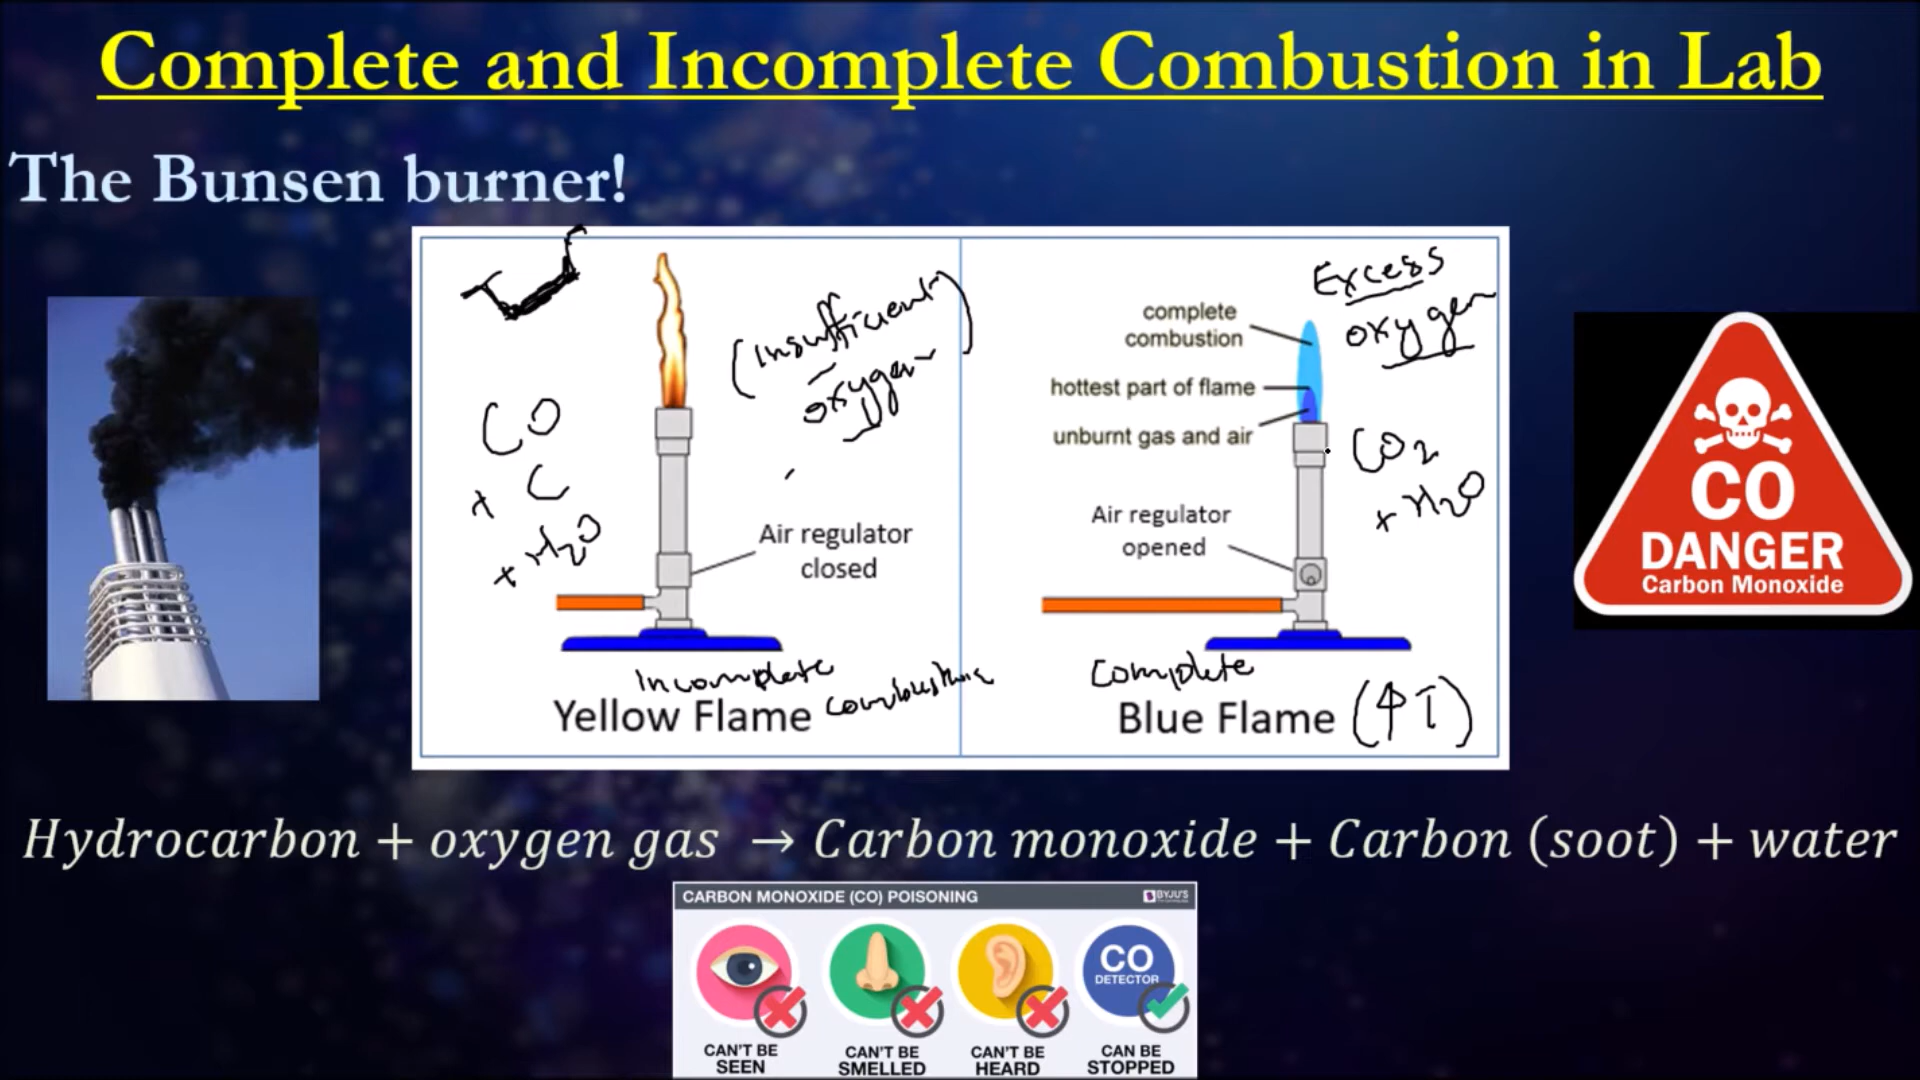 Complete and Incomplete Combustion in Lab
The Bunsen burner!
(Insufficient
oxygen)
CO
+ C
+ H2O
Air regulator
closed
Incomplete
combustion
Yellow Flame
Excess
oxygen
complete
combustion
hottest part of flame
unburnt gas and air
CO2
+ H2O
Air regulator
opened
Complete
Blue Flame (↑T)
CO
DANGER
Carbon Monoxide
Hydrocarbon + oxygen gas → Carbon monoxide + Carbon (soot) + water
CARBON MONOXIDE (CO) POISONING
BYJU'S
CAN'T BE
SEEN
CAN'T BE
SMELLED
CAN'T BE
HEARD
CO
DETECTOR
CAN BE
STOPPED